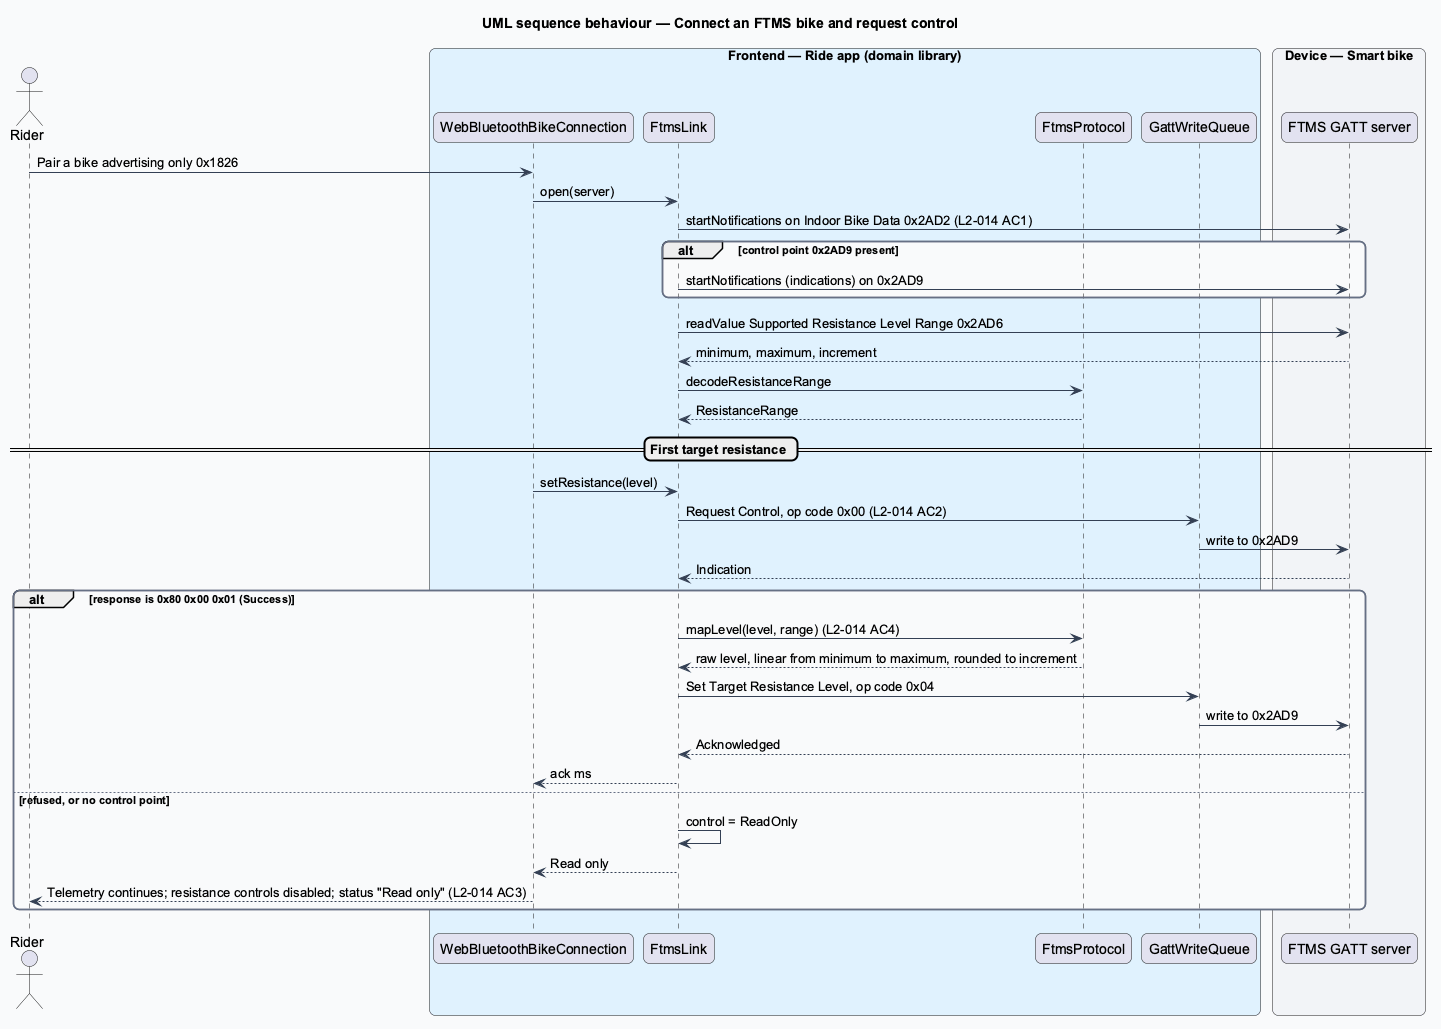 UML sequence behaviour — Connect an FTMS bike and request control
Frontend — Ride app (domain library)
Device — Smart bike
Rider
WebBluetoothBikeConnection
FtmsLink
FtmsProtocol
GattWriteQueue
FTMS GATT server
Pair a bike advertising only 0x1826
open(server)
startNotifications on Indoor Bike Data 0x2AD2 (L2-014 AC1)
alt
[control point 0x2AD9 present]
startNotifications (indications) on 0x2AD9
readValue Supported Resistance Level Range 0x2AD6
minimum, maximum, increment
decodeResistanceRange
ResistanceRange
First target resistance
setResistance(level)
Request Control, op code 0x00 (L2-014 AC2)
write to 0x2AD9
Indication
alt
[response is 0x80 0x00 0x01 (Success)]
mapLevel(level, range) (L2-014 AC4)
raw level, linear from minimum to maximum, rounded to increment
Set Target Resistance Level, op code 0x04
write to 0x2AD9
Acknowledged
ack ms
[refused, or no control point]
control = ReadOnly
Read only
Telemetry continues; resistance controls disabled; status "Read only" (L2-014 AC3)
Rider
WebBluetoothBikeConnection
FtmsLink
FtmsProtocol
GattWriteQueue
FTMS GATT server